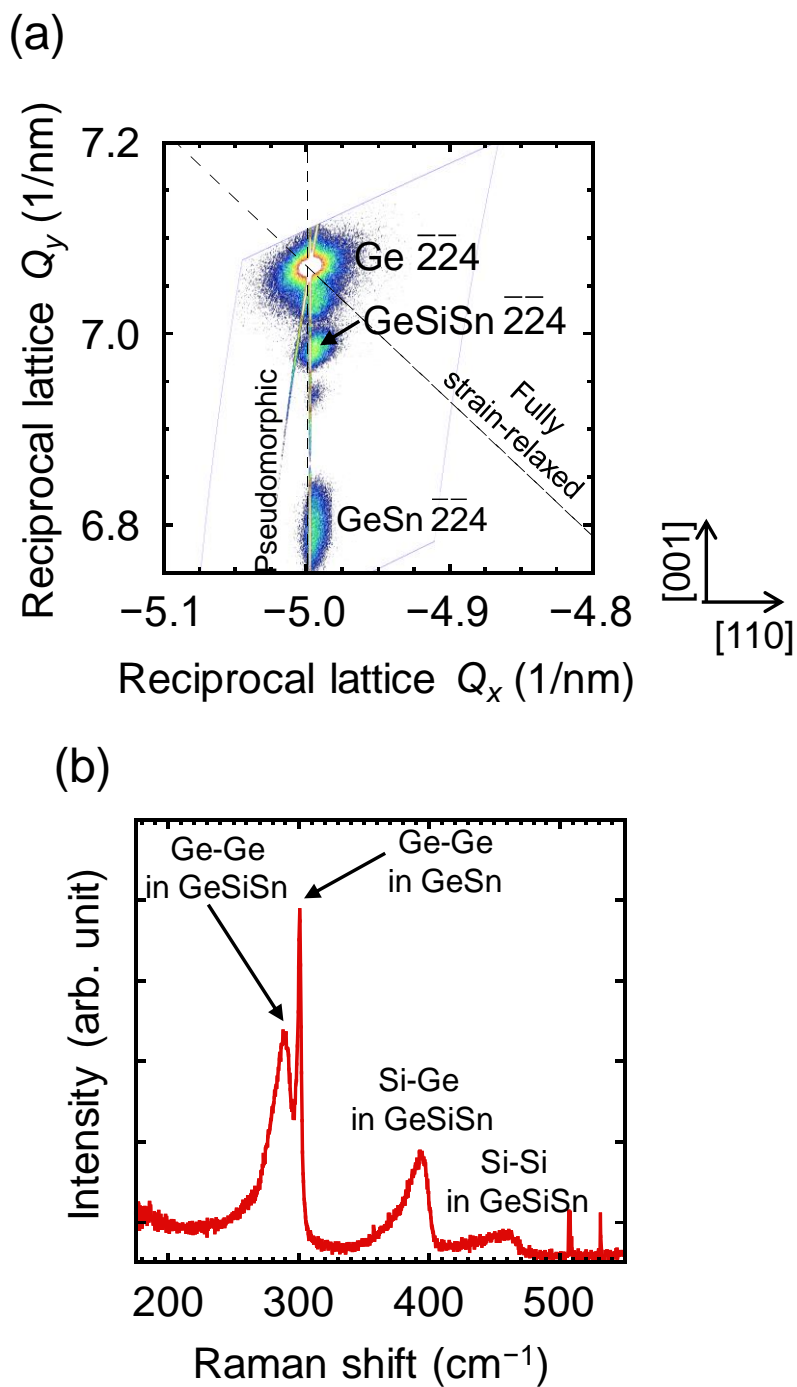 (a)
Reciprocal lattice Qy (1/nm)
7.2
7.0
6.8
Ge 2̅2̅4
GeSiSn 2̅2̅4
GeSn 2̅2̅4
Pseudomorphic
Fully
strain-relaxed
−5.1 −5.0 −4.9 −4.8
Reciprocal lattice Qx (1/nm)
[001]
[110]
(b)
Intensity (arb. unit)
Ge-Ge
in GeSiSn
Ge-Ge
in GeSn
Si-Ge
in GeSiSn
Si-Si
in GeSiSn
200 300 400 500
Raman shift (cm⁻¹)